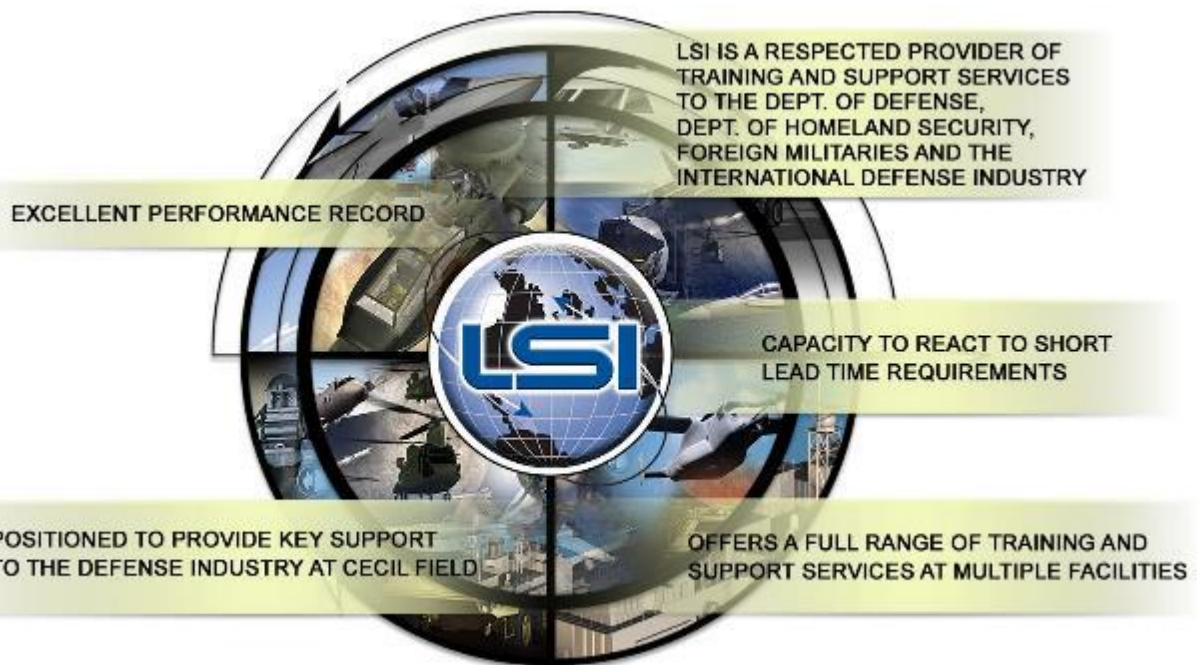 LSI IS A RESPECTED PROVIDER OF
TRAINING AND SUPPORT SERVICES
TO THE DEPT. OF DEFENSE,
DEPT. OF HOMELAND SECURITY,
FOREIGN MILITARIES AND THE
INTERNATIONAL DEFENSE INDUSTRY
EXCELLENT PERFORMANCE RECORD
LSI
CAPACITY TO REACT TO SHORT
LEAD TIME REQUIREMENTS
POSITIONED TO PROVIDE KEY SUPPORT
TO THE DEFENSE INDUSTRY AT CECIL FIELD
OFFERS A FULL RANGE OF TRAINING AND
SUPPORT SERVICES AT MULTIPLE FACILITIES